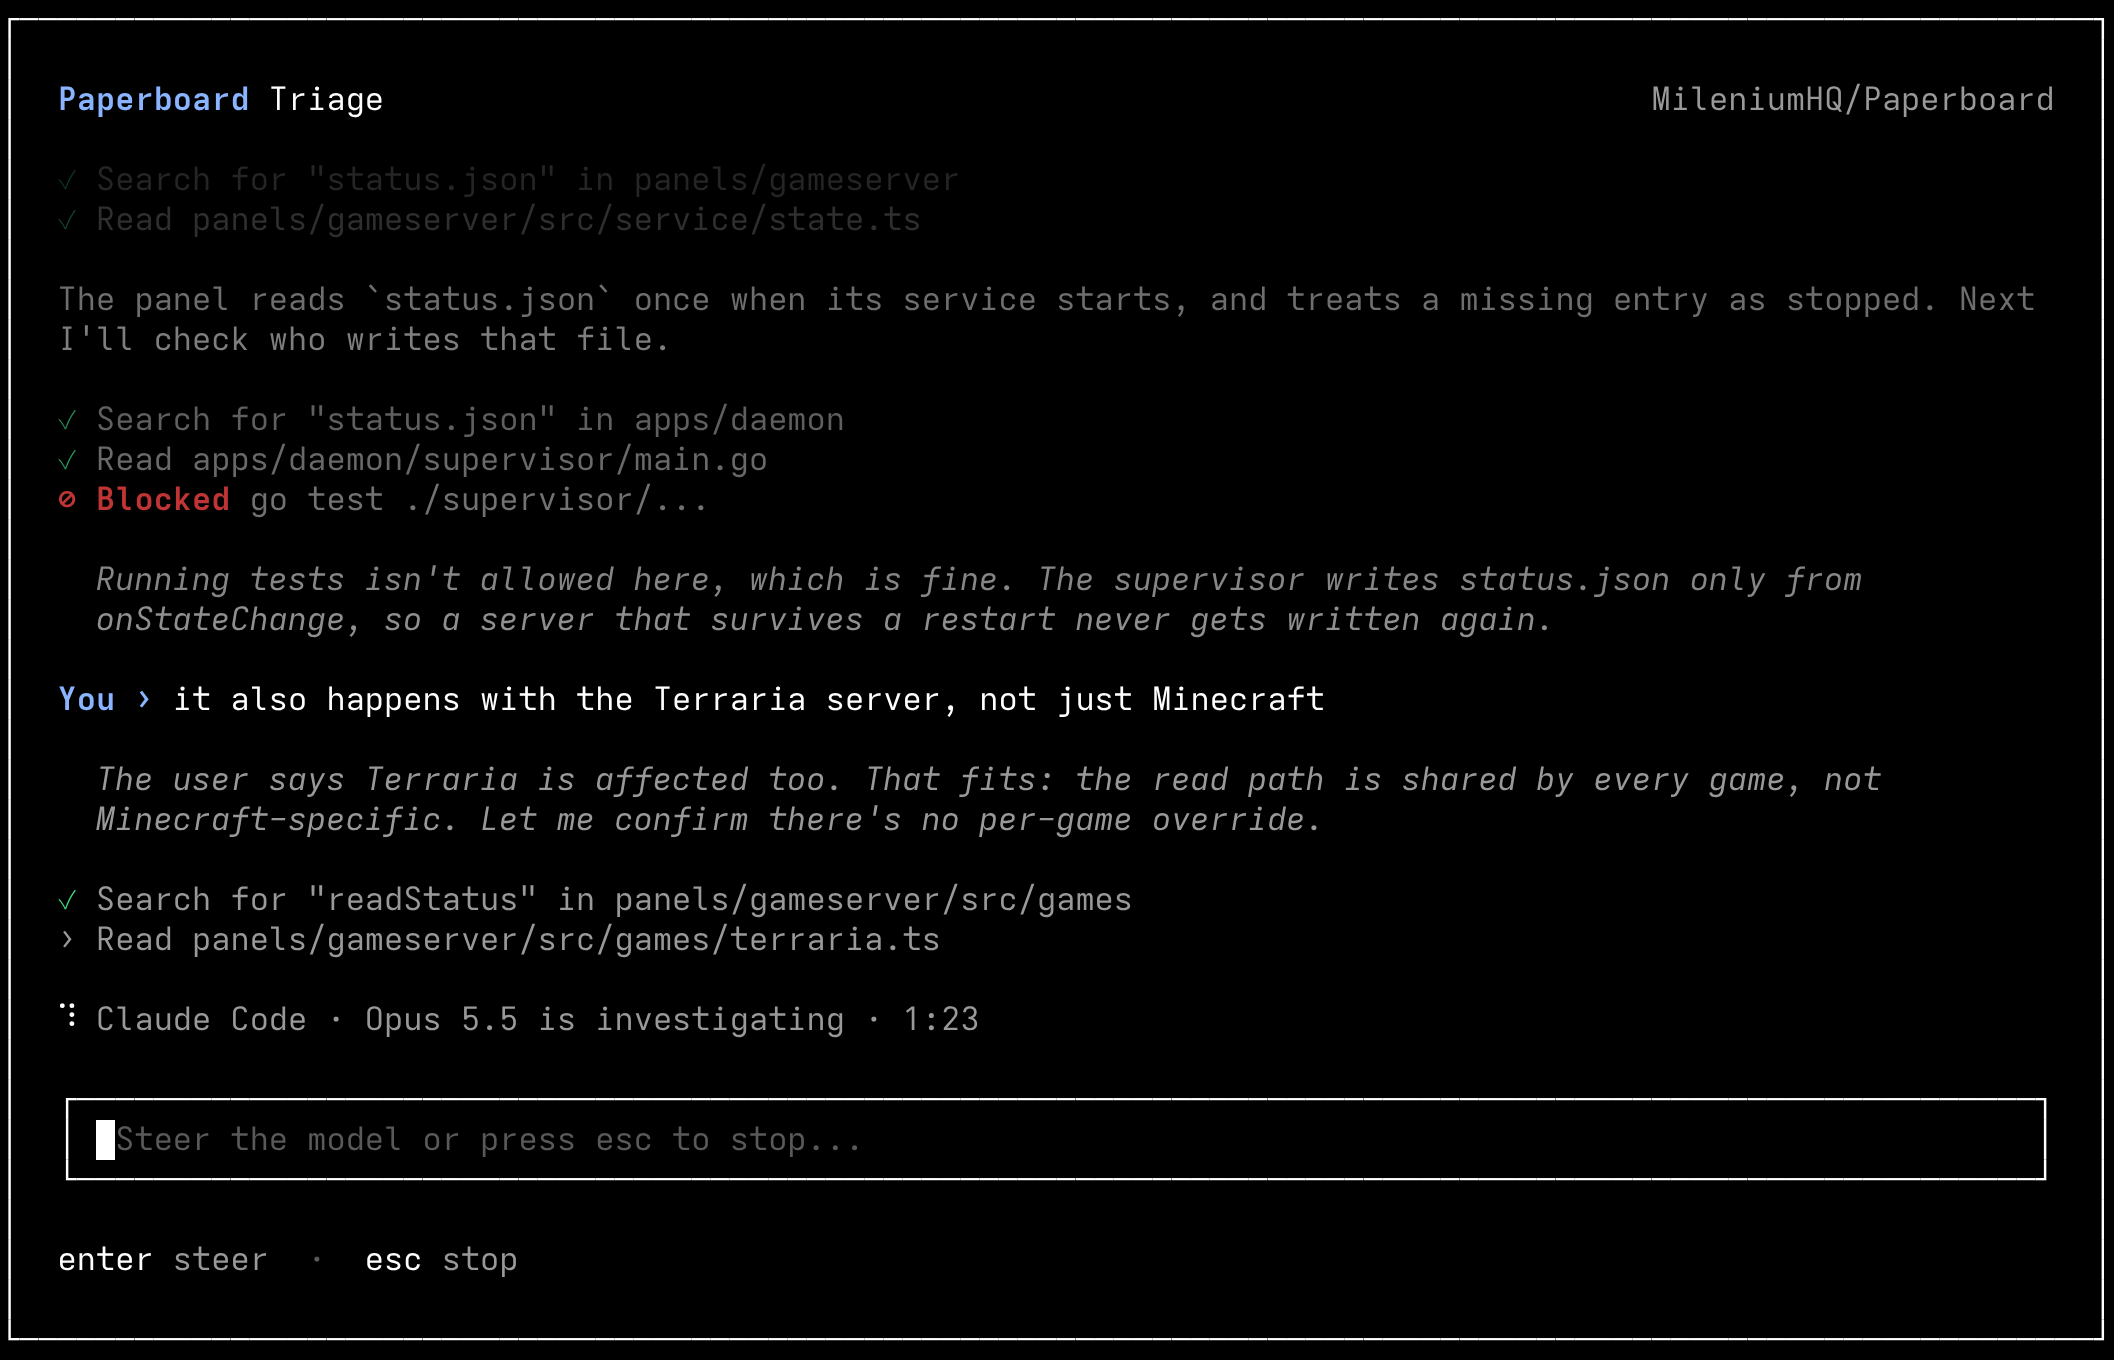 Paperboard Triage MileniumHQ/Paperboard
✓ Search for "status.json" in panels/gameserver
✓ Read panels/gameserver/src/service/state.ts
The panel reads `status.json` once when its service starts, and treats a missing entry as stopped. Next
I'll check who writes that file.
✓ Search for "status.json" in apps/daemon
✓ Read apps/daemon/supervisor/main.go
⊘ Blocked go test ./supervisor/...
Running tests isn't allowed here, which is fine. The supervisor writes status.json only from
onStateChange, so a server that survives a restart never gets written again.
You › it also happens with the Terraria server, not just Minecraft
The user says Terraria is affected too. That fits: the read path is shared by every game, not
Minecraft-specific. Let me confirm there's no per-game override.
✓ Search for "readStatus" in panels/gameserver/src/games
› Read panels/gameserver/src/games/terraria.ts
⠹ Claude Code · Opus 5.5 is investigating · 1:23
Steer the model or press esc to stop...
enter steer · esc stop